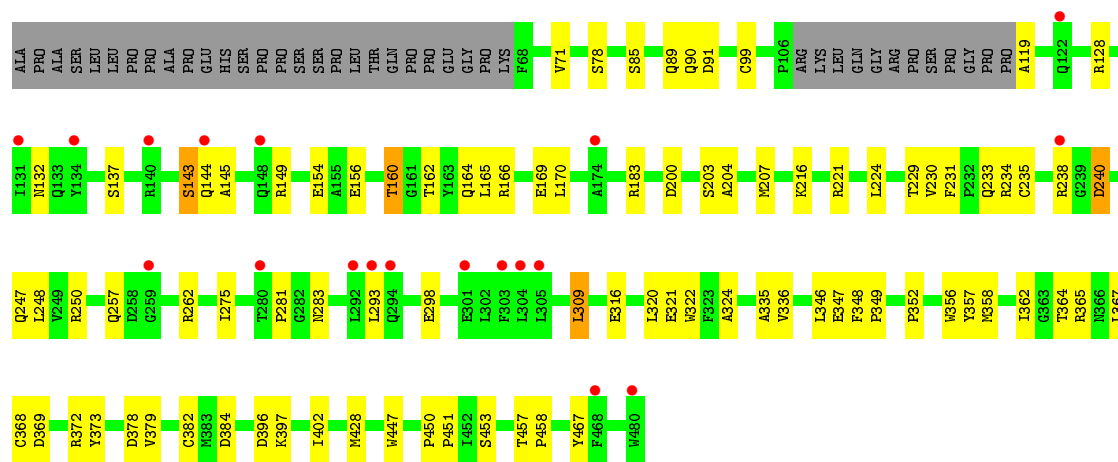 ALA PRO ALA SER LEU LEU PRO PRO ALA PRO GLU HIS SER PRO PRO SER SER PRO LEU THR GLN PRO PRO GLU GLY PRO LYS F68 V71 S78 S85 Q89 Q90 D91 C99 P106 ARG LYS LEU GLN GLY ARG PRO SER PRO GLY PRO PRO A119 Q122 R128
I131 N132 Q133 Y134 S137 R140 S143 Q144 A145 Q148 R149 E154 A155 E156 T160 G161 T162 Y163 Q164 L165 R166 E169 L170 A174 R183 D200 S203 A204 M207 K216 R221 L224 T229 V230 F231 P232 Q233 R234 C235 R238 G239 D240
Q247 L248 V249 R250 Q257 D258 G259 R262 I275 T280 P281 G282 N283 L292 L293 Q294 E298 E301 L302 F303 L304 L305 L309 E316 L320 E321 W322 F323 A324 A335 V336 L346 E347 F348 P349 P352 W356 Y357 M358 I362 G363 T364 R365 N366 L367
C368 D369 R372 Y373 D378 V379 C382 M383 D384 D396 K397 I402 M428 W447 P450 P451 I452 S453 T457 P458 Y467 F468 W480